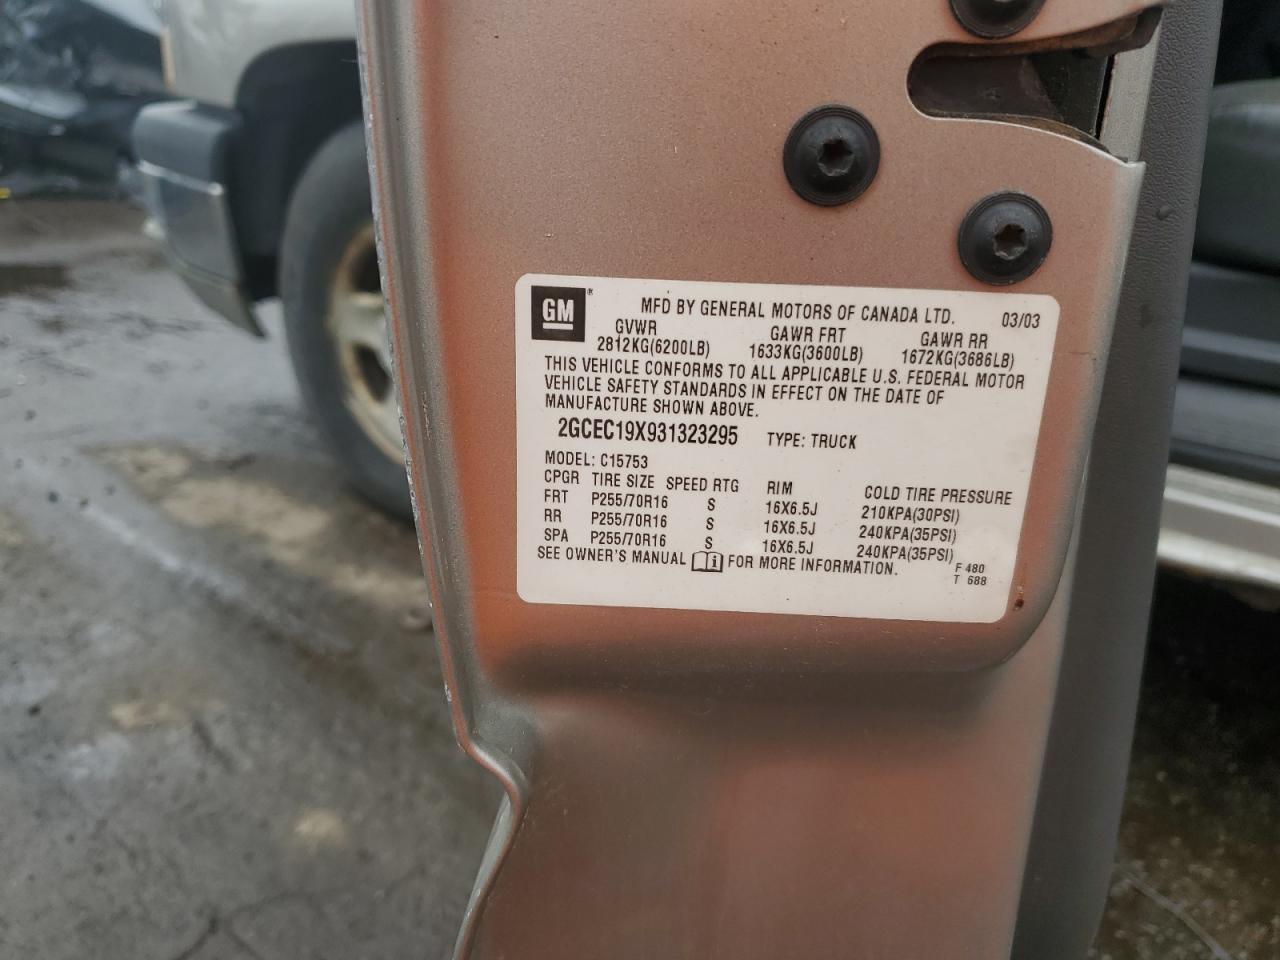 GM ® MFD BY GENERAL MOTORS OF CANADA LTD. 03/03
GVWR GAWR FRT GAWR RR
2812KG(6200LB) 1633KG(3600LB) 1672KG(3686LB)
THIS VEHICLE CONFORMS TO ALL APPLICABLE U.S. FEDERAL MOTOR
VEHICLE SAFETY STANDARDS IN EFFECT ON THE DATE OF
MANUFACTURE SHOWN ABOVE.
2GCEC19X931323295 TYPE: TRUCK
MODEL: C15753
CPGR TIRE SIZE SPEED RTG RIM COLD TIRE PRESSURE
FRT P255/70R16 S 16X6.5J 210KPA(30PSI)
RR P255/70R16 S 16X6.5J 240KPA(35PSI)
SPA P255/70R16 S 16X6.5J 240KPA(35PSI)
SEE OWNER'S MANUAL i FOR MORE INFORMATION. F 480
T 688